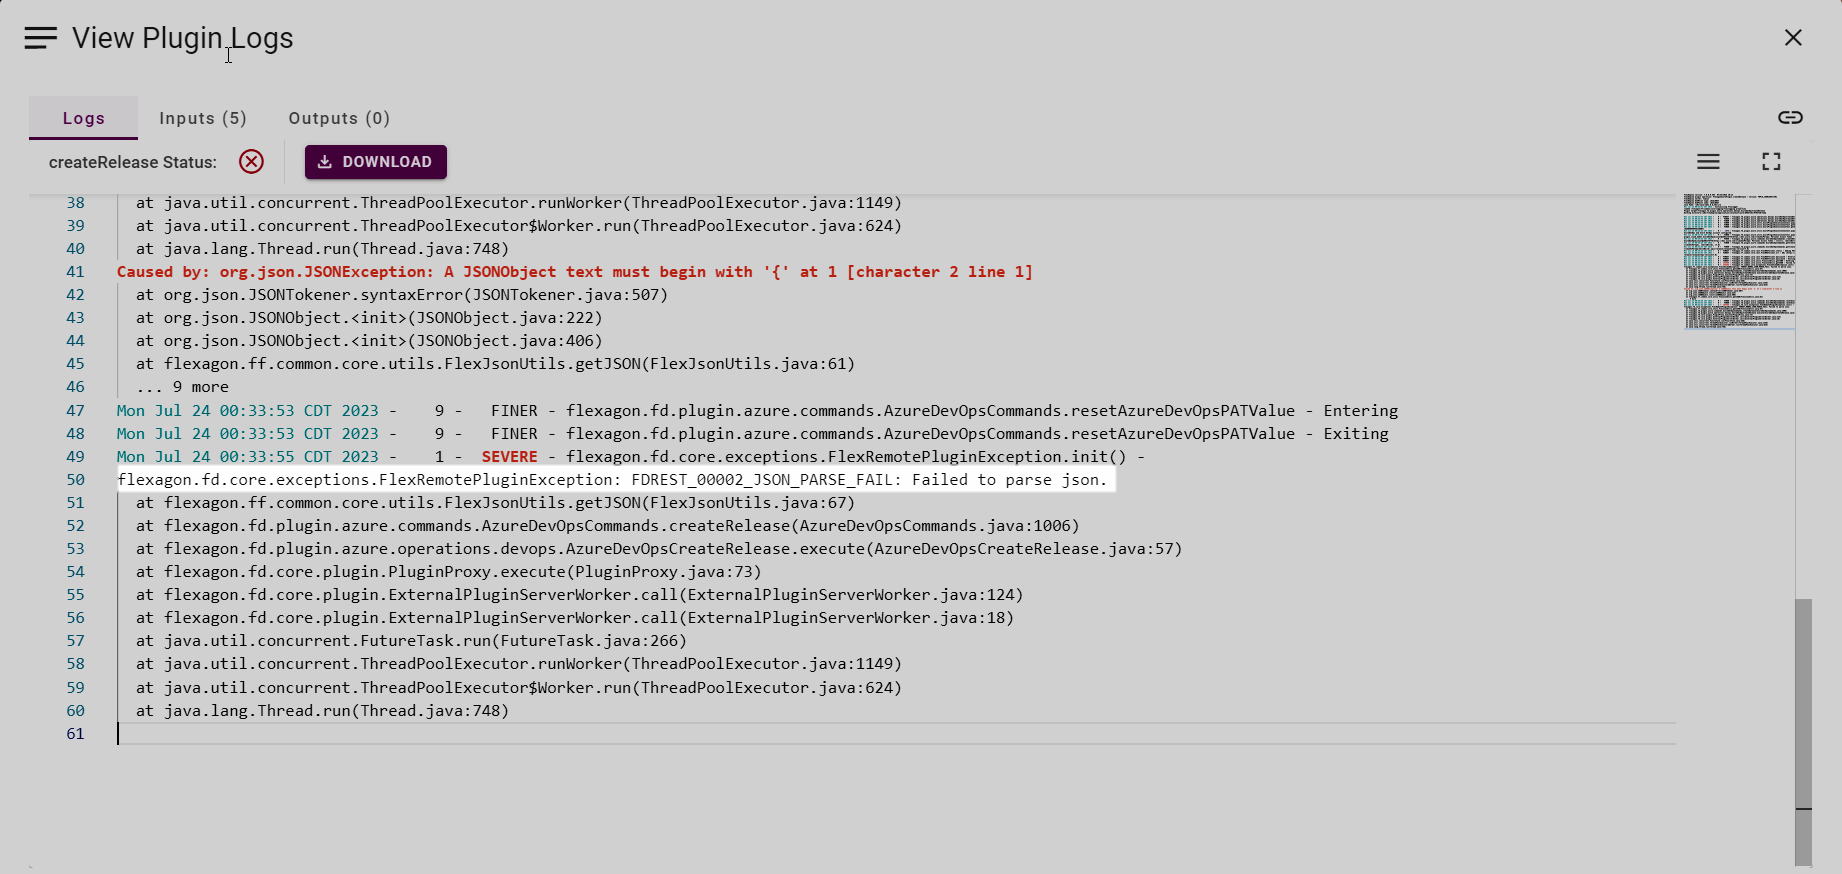 View Plugin Logs
Logs
Inputs (5)
Outputs (0)
createRelease Status:
DOWNLOAD
38 at java.util.concurrent.ThreadPoolExecutor.runWorker(ThreadPoolExecutor.java:1149)
39 at java.util.concurrent.ThreadPoolExecutor$Worker.run(ThreadPoolExecutor.java:624)
40 at java.lang.Thread.run(Thread.java:748)
41 Caused by: org.json.JSONException: A JSONObject text must begin with '{' at 1 [character 2 line 1]
42 at org.json.JSONTokener.syntaxError(JSONTokener.java:507)
43 at org.json.JSONObject.<init>(JSONObject.java:222)
44 at org.json.JSONObject.<init>(JSONObject.java:406)
45 at flexagon.ff.common.core.utils.FlexJsonUtils.getJSON(FlexJsonUtils.java:61)
46 ... 9 more
47 Mon Jul 24 00:33:53 CDT 2023 - 9 - FINER - flexagon.fd.plugin.azure.commands.AzureDevOpsCommands.resetAzureDevOpsPATValue - Entering
48 Mon Jul 24 00:33:53 CDT 2023 - 9 - FINER - flexagon.fd.plugin.azure.commands.AzureDevOpsCommands.resetAzureDevOpsPATValue - Exiting
49 Mon Jul 24 00:33:55 CDT 2023 - 1 - SEVERE - flexagon.fd.core.exceptions.FlexRemotePluginException.init() -
50 flexagon.fd.core.exceptions.FlexRemotePluginException: FDREST_00002_JSON_PARSE_FAIL: Failed to parse json.
51 at flexagon.ff.common.core.utils.FlexJsonUtils.getJSON(FlexJsonUtils.java:67)
52 at flexagon.fd.plugin.azure.commands.AzureDevOpsCommands.createRelease(AzureDevOpsCommands.java:1006)
53 at flexagon.fd.plugin.azure.operations.devops.AzureDevOpsCreateRelease.execute(AzureDevOpsCreateRelease.java:57)
54 at flexagon.fd.core.plugin.PluginProxy.execute(PluginProxy.java:73)
55 at flexagon.fd.core.plugin.ExternalPluginServerWorker.call(ExternalPluginServerWorker.java:124)
56 at flexagon.fd.core.plugin.ExternalPluginServerWorker.call(ExternalPluginServerWorker.java:18)
57 at java.util.concurrent.FutureTask.run(FutureTask.java:266)
58 at java.util.concurrent.ThreadPoolExecutor.runWorker(ThreadPoolExecutor.java:1149)
59 at java.util.concurrent.ThreadPoolExecutor$Worker.run(ThreadPoolExecutor.java:624)
60 at java.lang.Thread.run(Thread.java:748)
61